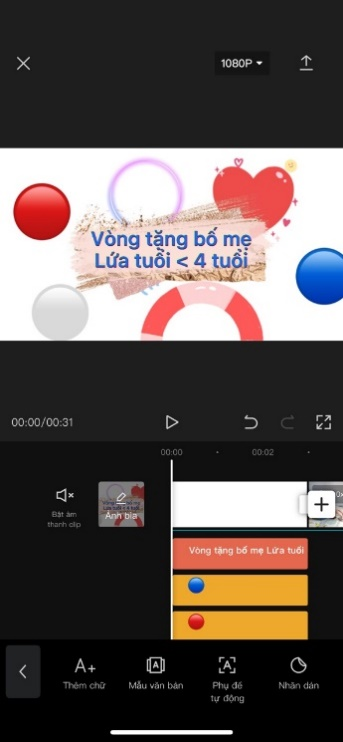 1080P
Vòng tặng bố mẹ
Lứa tuổi < 4 tuổi
00:00/00:31
00:00
00:02
Bật âm
thanh clip
Ảnh bìa
Vòng tặng bố mẹ Lứa tuổi
A+
Thêm chữ
A
Mẫu văn bản
A
Phụ đề
tự động
Nhãn dán